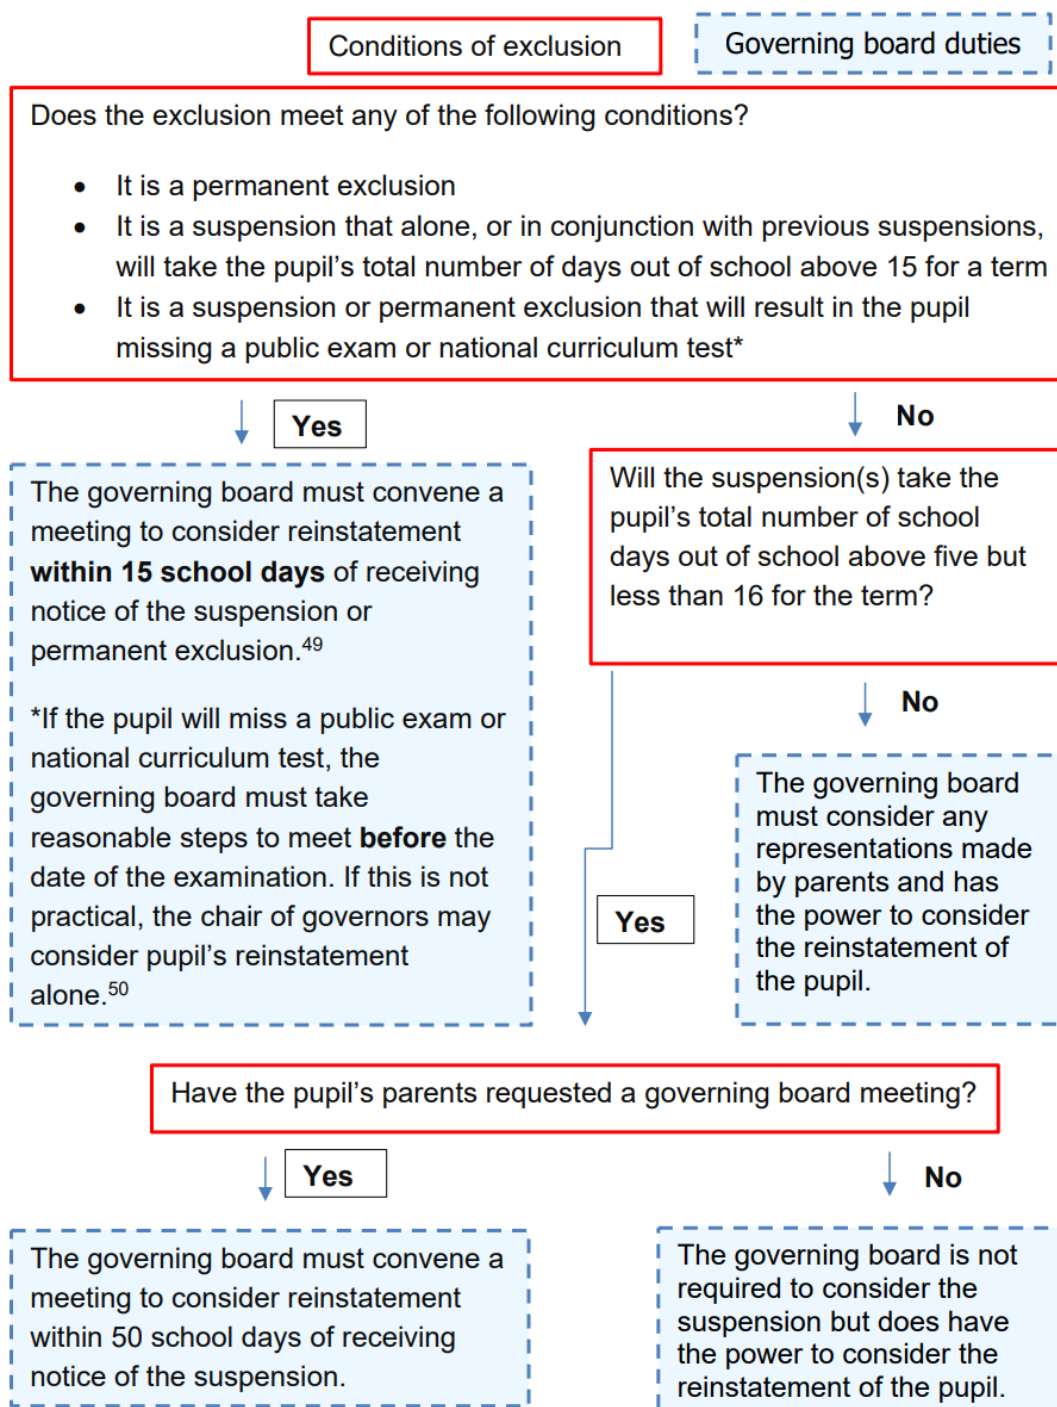 Conditions of exclusion
Governing board duties
Does the exclusion meet any of the following conditions?
• It is a permanent exclusion
• It is a suspension that alone, or in conjunction with previous suspensions,
will take the pupil’s total number of days out of school above 15 for a term
• It is a suspension or permanent exclusion that will result in the pupil
missing a public exam or national curriculum test*
Yes
No
The governing board must convene a
meeting to consider reinstatement
within 15 school days of receiving
notice of the suspension or
permanent exclusion.49
*If the pupil will miss a public exam or
national curriculum test, the
governing board must take
reasonable steps to meet before the
date of the examination. If this is not
practical, the chair of governors may
consider pupil’s reinstatement
alone.50
Will the suspension(s) take the
pupil’s total number of school
days out of school above five but
less than 16 for the term?
No
The governing board
must consider any
representations made
by parents and has
the power to consider
the reinstatement of
the pupil.
Yes
Have the pupil’s parents requested a governing board meeting?
Yes
No
The governing board must convene a
meeting to consider reinstatement
within 50 school days of receiving
notice of the suspension.
The governing board is not
required to consider the
suspension but does have
the power to consider the
reinstatement of the pupil.